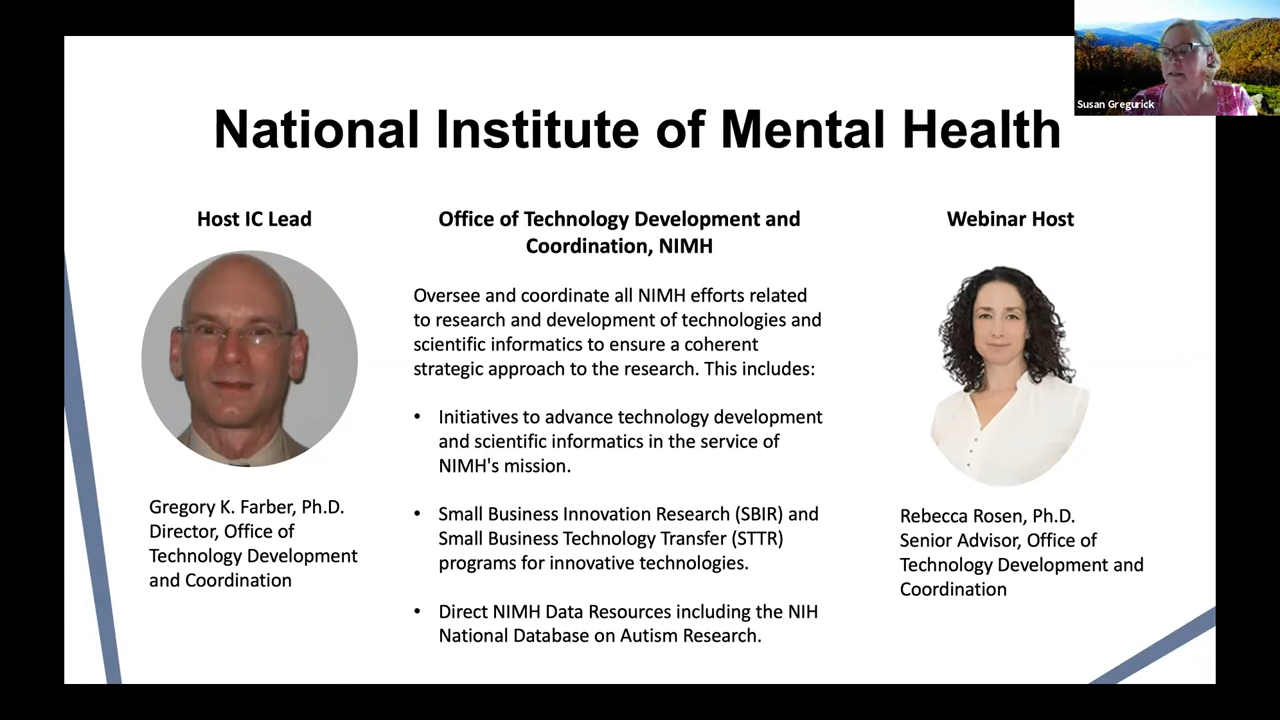 Susan Gregurick
National Institute of Mental Health
Host IC Lead
Gregory K. Farber, Ph.D.
Director, Office of
Technology Development
and Coordination
Office of Technology Development and
Coordination, NIMH
Oversee and coordinate all NIMH efforts related
to research and development of technologies and
scientific informatics to ensure a coherent
strategic approach to the research. This includes:
• Initiatives to advance technology development
and scientific informatics in the service of
NIMH's mission.
• Small Business Innovation Research (SBIR) and
Small Business Technology Transfer (STTR)
programs for innovative technologies.
• Direct NIMH Data Resources including the NIH
National Database on Autism Research.
Webinar Host
Rebecca Rosen, Ph.D.
Senior Advisor, Office of
Technology Development and
Coordination